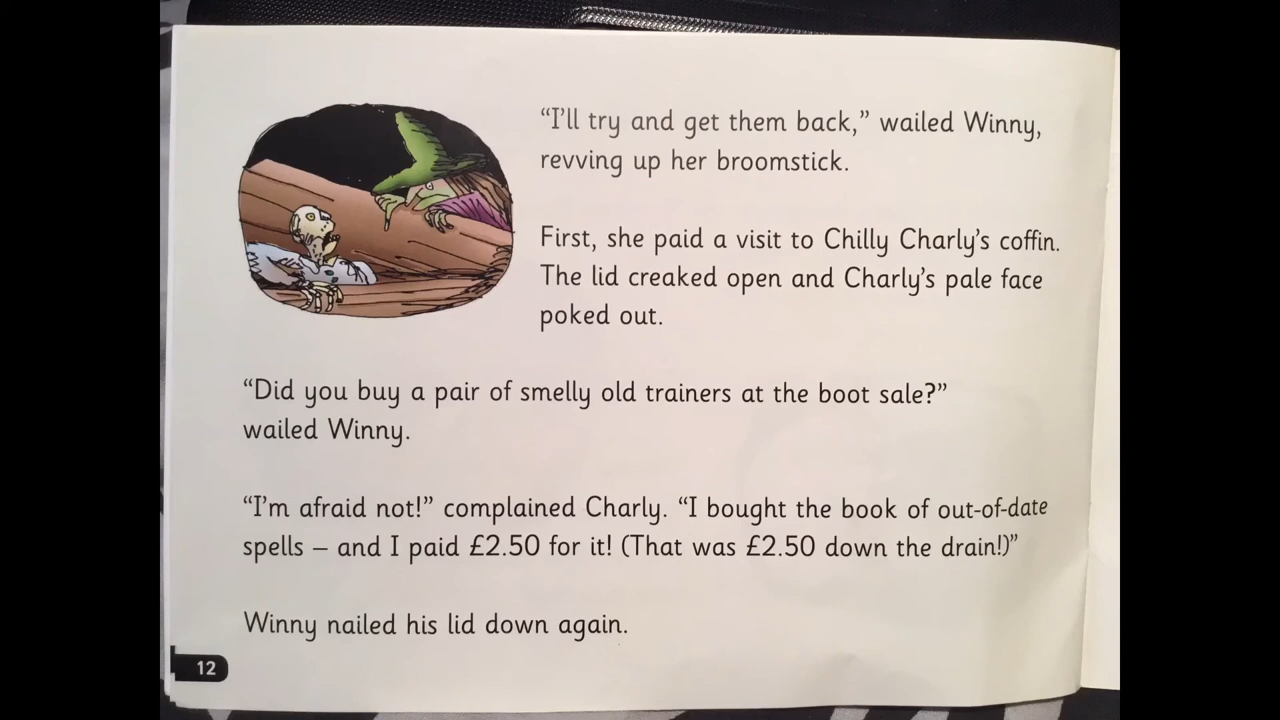 “I’ll try and get them back,” wailed Winny,
revving up her broomstick.
First, she paid a visit to Chilly Charly’s coffin.
The lid creaked open and Charly’s pale face
poked out.
“Did you buy a pair of smelly old trainers at the boot sale?”
wailed Winny.
“I’m afraid not!” complained Charly. “I bought the book of out-of-date
spells – and I paid £2.50 for it! (That was £2.50 down the drain!)”
Winny nailed his lid down again.
12